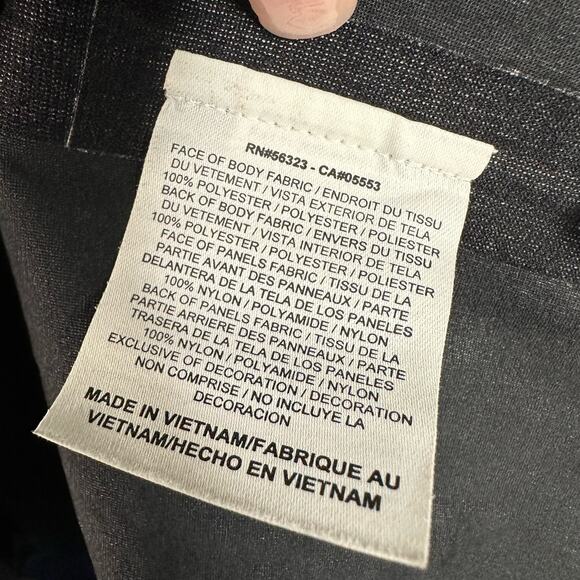 RN#56323 - CA#05553
FACE OF BODY FABRIC / ENDROIT DU TISSU
DU VETEMENT / VISTA EXTERIOR DE TELA
100% POLYESTER / POLYESTER / POLIESTER
BACK OF BODY FABRIC / ENVERS DU TISSU
DU VETEMENT / VISTA INTERIOR DE TELA
100% POLYESTER / POLYESTER / POLIESTER
FACE OF PANELS FABRIC / TISSU DE LA
PARTIE AVANT DES PANNEAUX / PARTE
DELANTERA DE LA TELA DE LOS PANELES
100% NYLON / POLYAMIDE / NYLON
BACK OF PANELS FABRIC / TISSU DE LA
PARTIE ARRIERE DES PANNEAUX / PARTE
TRASERA DE LA TELA DE LOS PANELES
100% NYLON / POLYAMIDE / NYLON
EXCLUSIVE OF DECORATION / DECORATION
NON COMPRISE / NO INCLUYE LA
DECORACION
MADE IN VIETNAM/FABRIQUE AU
VIETNAM/HECHO EN VIETNAM